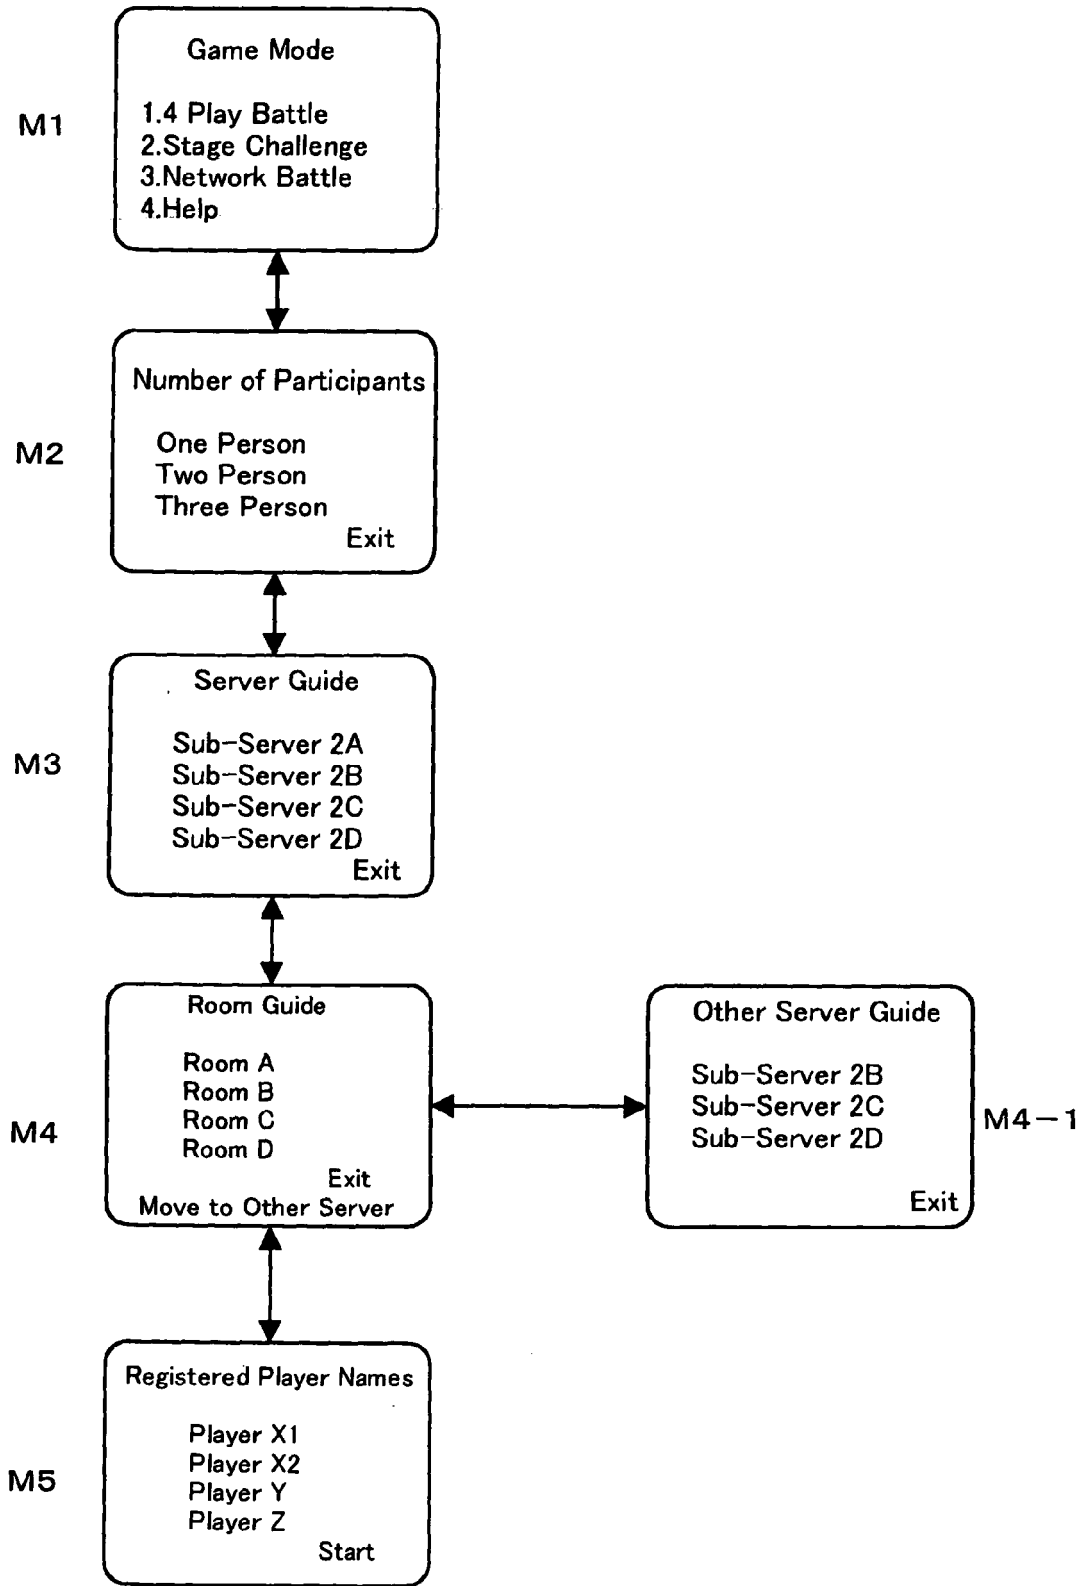 M1
Game Mode
1.4 Play Battle
2.Stage Challenge
3.Network Battle
4.Help
M2
Number of Participants
One Person
Two Person
Three Person
Exit
M3
Server Guide
Sub-Server 2A
Sub-Server 2B
Sub-Server 2C
Sub-Server 2D
Exit
M4
Room Guide
Room A
Room B
Room C
Room D
Exit
Move to Other Server
Other Server Guide
Sub-Server 2B
Sub-Server 2C
Sub-Server 2D
Exit
M4-1
M5
Registered Player Names
Player X1
Player X2
Player Y
Player Z
Start